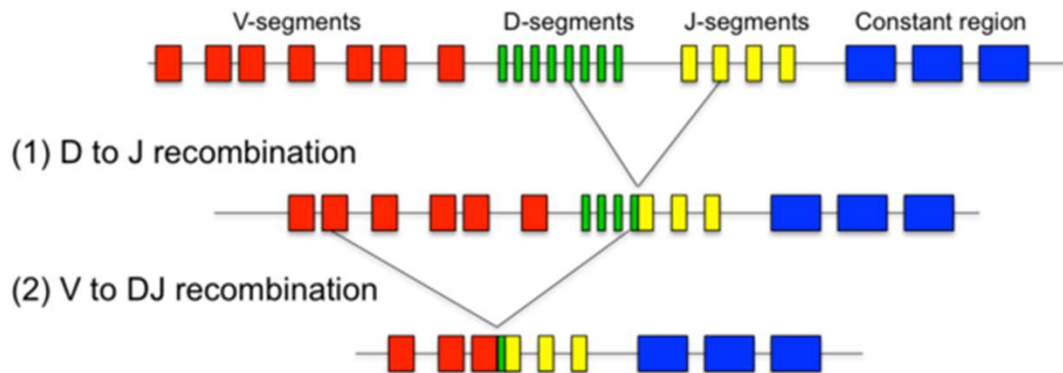 V-segments D-segments J-segments Constant region
(1) D to J recombination
(2) V to DJ recombination